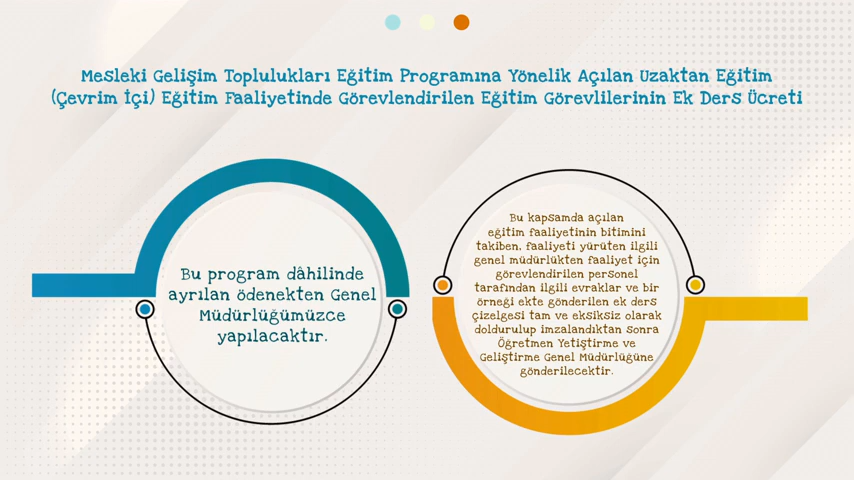 Mesleki Gelişim Toplulukları Eğitim Programına Yönelik Açılan Uzaktan Eğitim
(Çevrim İçi) Eğitim Faaliyetinde Görevlendirilen Eğitim Görevlilerinin Ek Ders Ücreti
Bu program dâhilinde
ayrılan ödenekten Genel
Müdürlüğümüzce
yapılacaktır.
Bu kapsamda açılan
eğitim faaliyetinin bitimini
takiben, faaliyeti yürüten ilgili
genel müdürlükten faaliyet için
görevlendirilen personel
tarafından ilgili evraklar ve bir
örneği ekte gönderilen ek ders
çizelgesi tam ve eksiksiz olarak
doldurulup imzalandıktan sonra
Öğretmen Yetiştirme ve
Geliştirme Genel Müdürlüğüne
gönderilecektir.